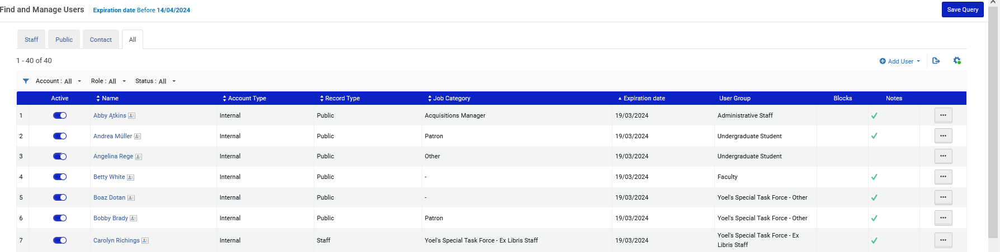 Find and Manage Users Expiration date Before 14/04/2024 Save Query
Staff Public Contact All
1 - 40 of 40 Add User
Account : All Role : All Status : All
Active Name Account Type Record Type Job Category Expiration date User Group Blocks Notes
1 Abby Ątkins Internal Public Acquisitions Manager 19/03/2024 Administrative Staff
2 Andrea Müller Internal Public Patron 19/03/2024 Undergraduate Student
3 Angelina Rege Internal Public Other 19/03/2024 Undergraduate Student
4 Betty White Internal Public - 19/03/2024 Faculty
5 Boaz Dotan Internal Public - 19/03/2024 Yoel's Special Task Force - Other
6 Bobby Brady Internal Public Patron 19/03/2024 Yoel's Special Task Force - Other
7 Carolyn Richings Internal Staff Yoel's Special Task Force - Ex Libris Staff 19/03/2024 Yoel's Special Task Force - Ex
Libris Staff